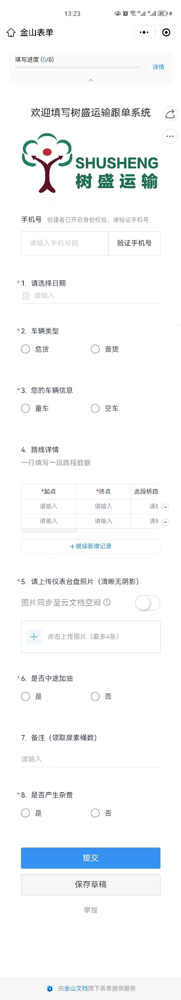 13:23
61
金山表单
填写进度 (0/8)
详情
欢迎填写树盛运输跟单系统
SHUSHENG
树盛运输
手机号 创建者已开启身份校验，请验证手机号
请输入手机号码 验证手机号
*1. 请选择日期
请输入
*2. 车辆类型
危货 普货
*3. 您的车辆信息
重车 空车
4. 路线详情
一行填写一段路程数据
*起点 *终点 此段桥路
请输入 请输入 请
请输入 请输入 请
+继续新增记录
*5. 请上传仪表台盘照片（清晰无阴影）
图片同步至云文档空间
点击上传图片（最多4张）
*6. 是否中途加油
是 否
7. 备注（领取尿素桶数）
请输入
*8. 是否产生杂费
是 否
提交
保存草稿
举报
由金山文档旗下表单提供服务